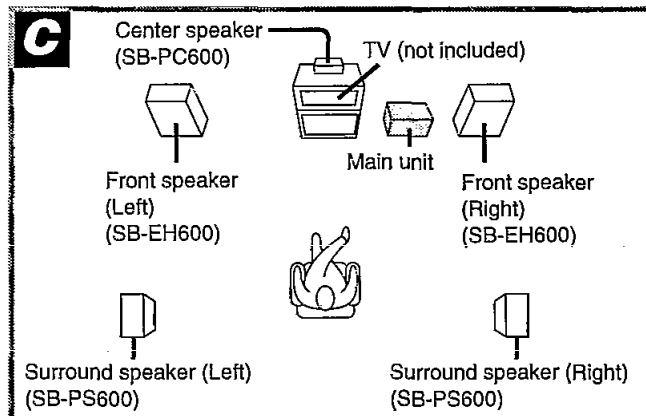 C
Center speaker
(SB-PC600)
TV (not included)
Main unit
Front speaker
(Left)
(SB-EH600)
Front speaker
(Right)
(SB-EH600)
Surround speaker (Left)
(SB-PS600)
Surround speaker (Right)
(SB-PS600)